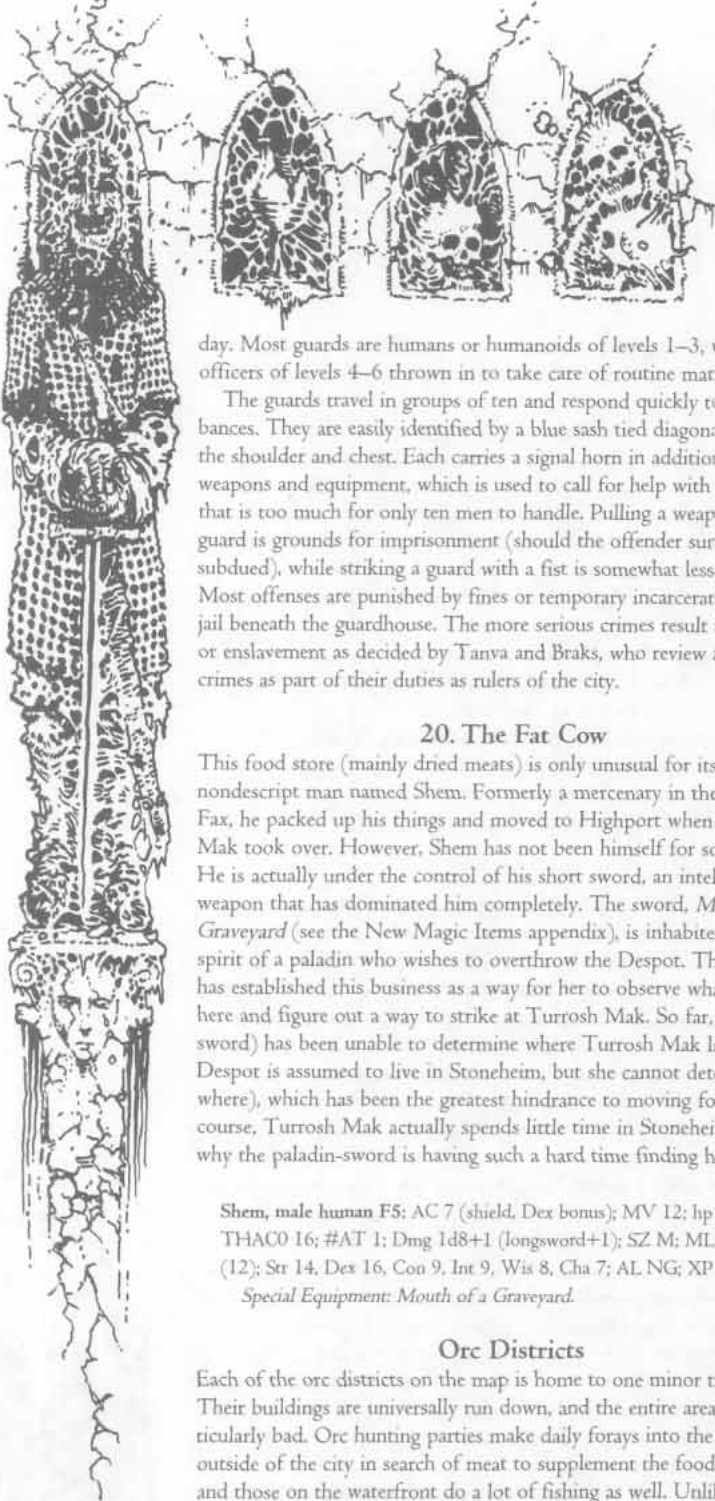 day. Most guards are humans or humanoids of levels 1–3,
officers of levels 4–6 thrown in to take care of routine
The guards travel in groups of ten and respond quickly
bances. They are easily identified by a blue sash tied
the shoulder and chest. Each carries a signal horn in
weapons and equipment, which is used to call for help with
that is too much for only ten men to handle. Pulling a
guard is grounds for imprisonment (should the offender
subdued), while striking a guard with a fist is somewhat less
Most offenses are punished by fines or temporary
jail beneath the guardhouse. The more serious crimes result
or enslavement as decided by Tanva and Braks, who review
crimes as part of their duties as rulers of the city.
20. The Fat Cow
This food store (mainly dried meats) is only unusual for its
nondescript man named Shem. Formerly a mercenary in the
Fax, he packed up his things and moved to Highport when
Mak took over. However, Shem has not been himself for
He is actually under the control of his short sword, an
weapon that has dominated him completely. The sword,
Graveyard (see the New Magic Items appendix), is
spirit of a paladin who wishes to overthrow the Despot.
has established this business as a way for her to observe
here and figure out a way to strike at Turrosh Mak. So far,
sword) has been unable to determine where Turrosh Mak
Despot is assumed to live in Stoneheim, but she cannot
where), which has been the greatest hindrance to moving
course, Turrosh Mak actually spends little time in
why the paladin-sword is having such a hard time finding
Shem, male human F5: AC 7 (shield, Dex bonus); MV 12; hp
THAC0 16; #AT 1; Dmg 1d8+1 (longsword+1); SZ M; ML
(12); Str 14, Dex 16, Con 9, Int 9, Wis 8, Cha 7; AL NG; XP
Special Equipment: Mouth of a Graveyard.
Orc Districts
Each of the orc districts on the map is home to one minor
Their buildings are universally run down, and the entire
ticularly bad. Orc hunting parties make daily forays into the
outside of the city in search of meat to supplement the food
and those on the waterfront do a lot of fishing as well.